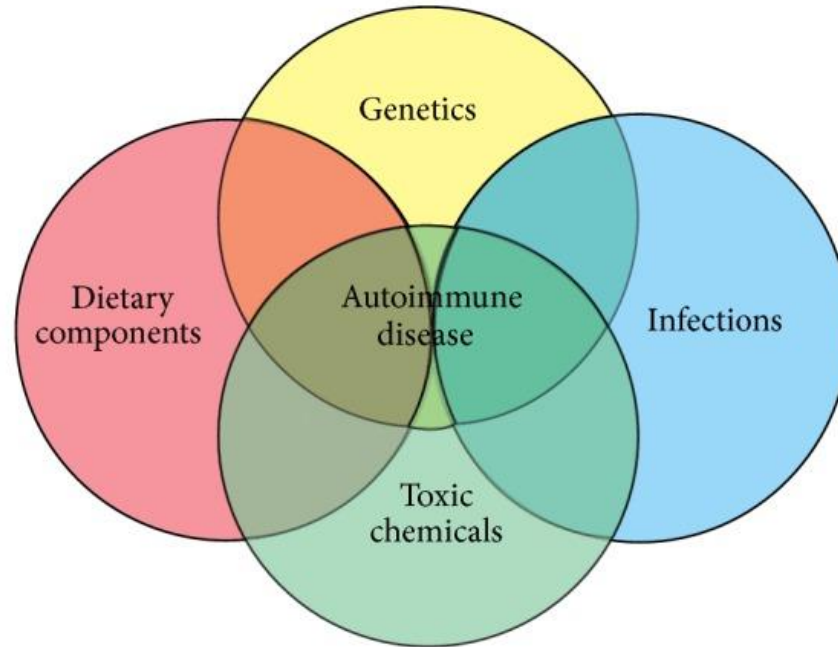 Genetics
Dietary
components
Autoimmune
disease
Infections
Toxic
chemicals